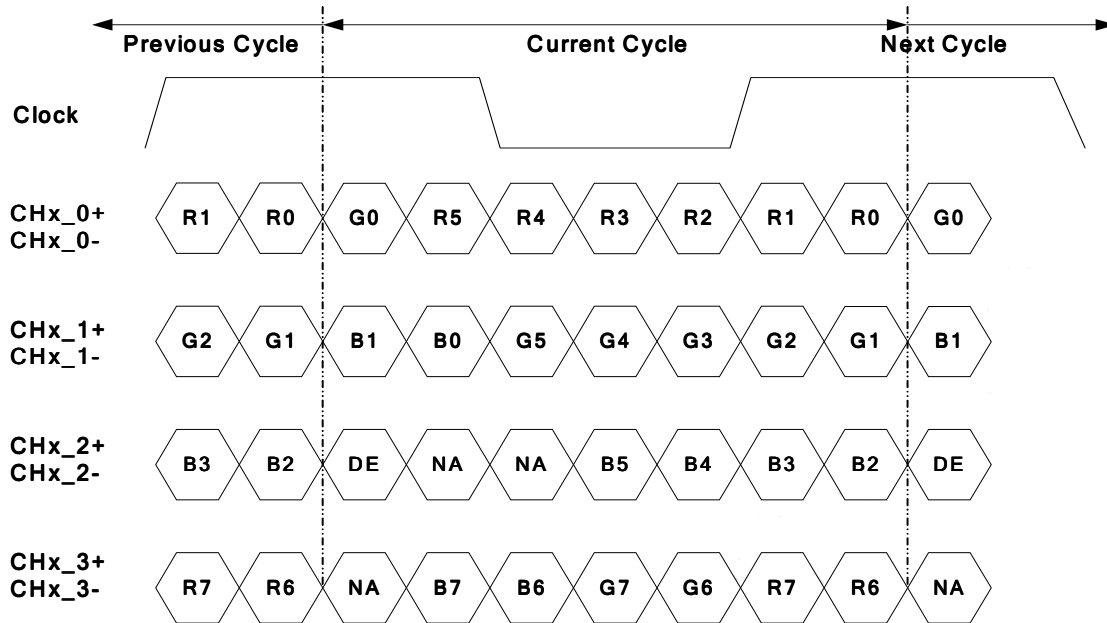 Previous Cycle Current Cycle Next Cycle
Clock
CHx_0+
CHx_0-
R1 R0 G0 R5 R4 R3 R2 R1 R0 G0
CHx_1+
CHx_1-
G2 G1 B1 B0 G5 G4 G3 G2 G1 B1
CHx_2+
CHx_2-
B3 B2 DE NA NA B5 B4 B3 B2 DE
CHx_3+
CHx_3-
R7 R6 NA B7 B6 G7 G6 R7 R6 NA